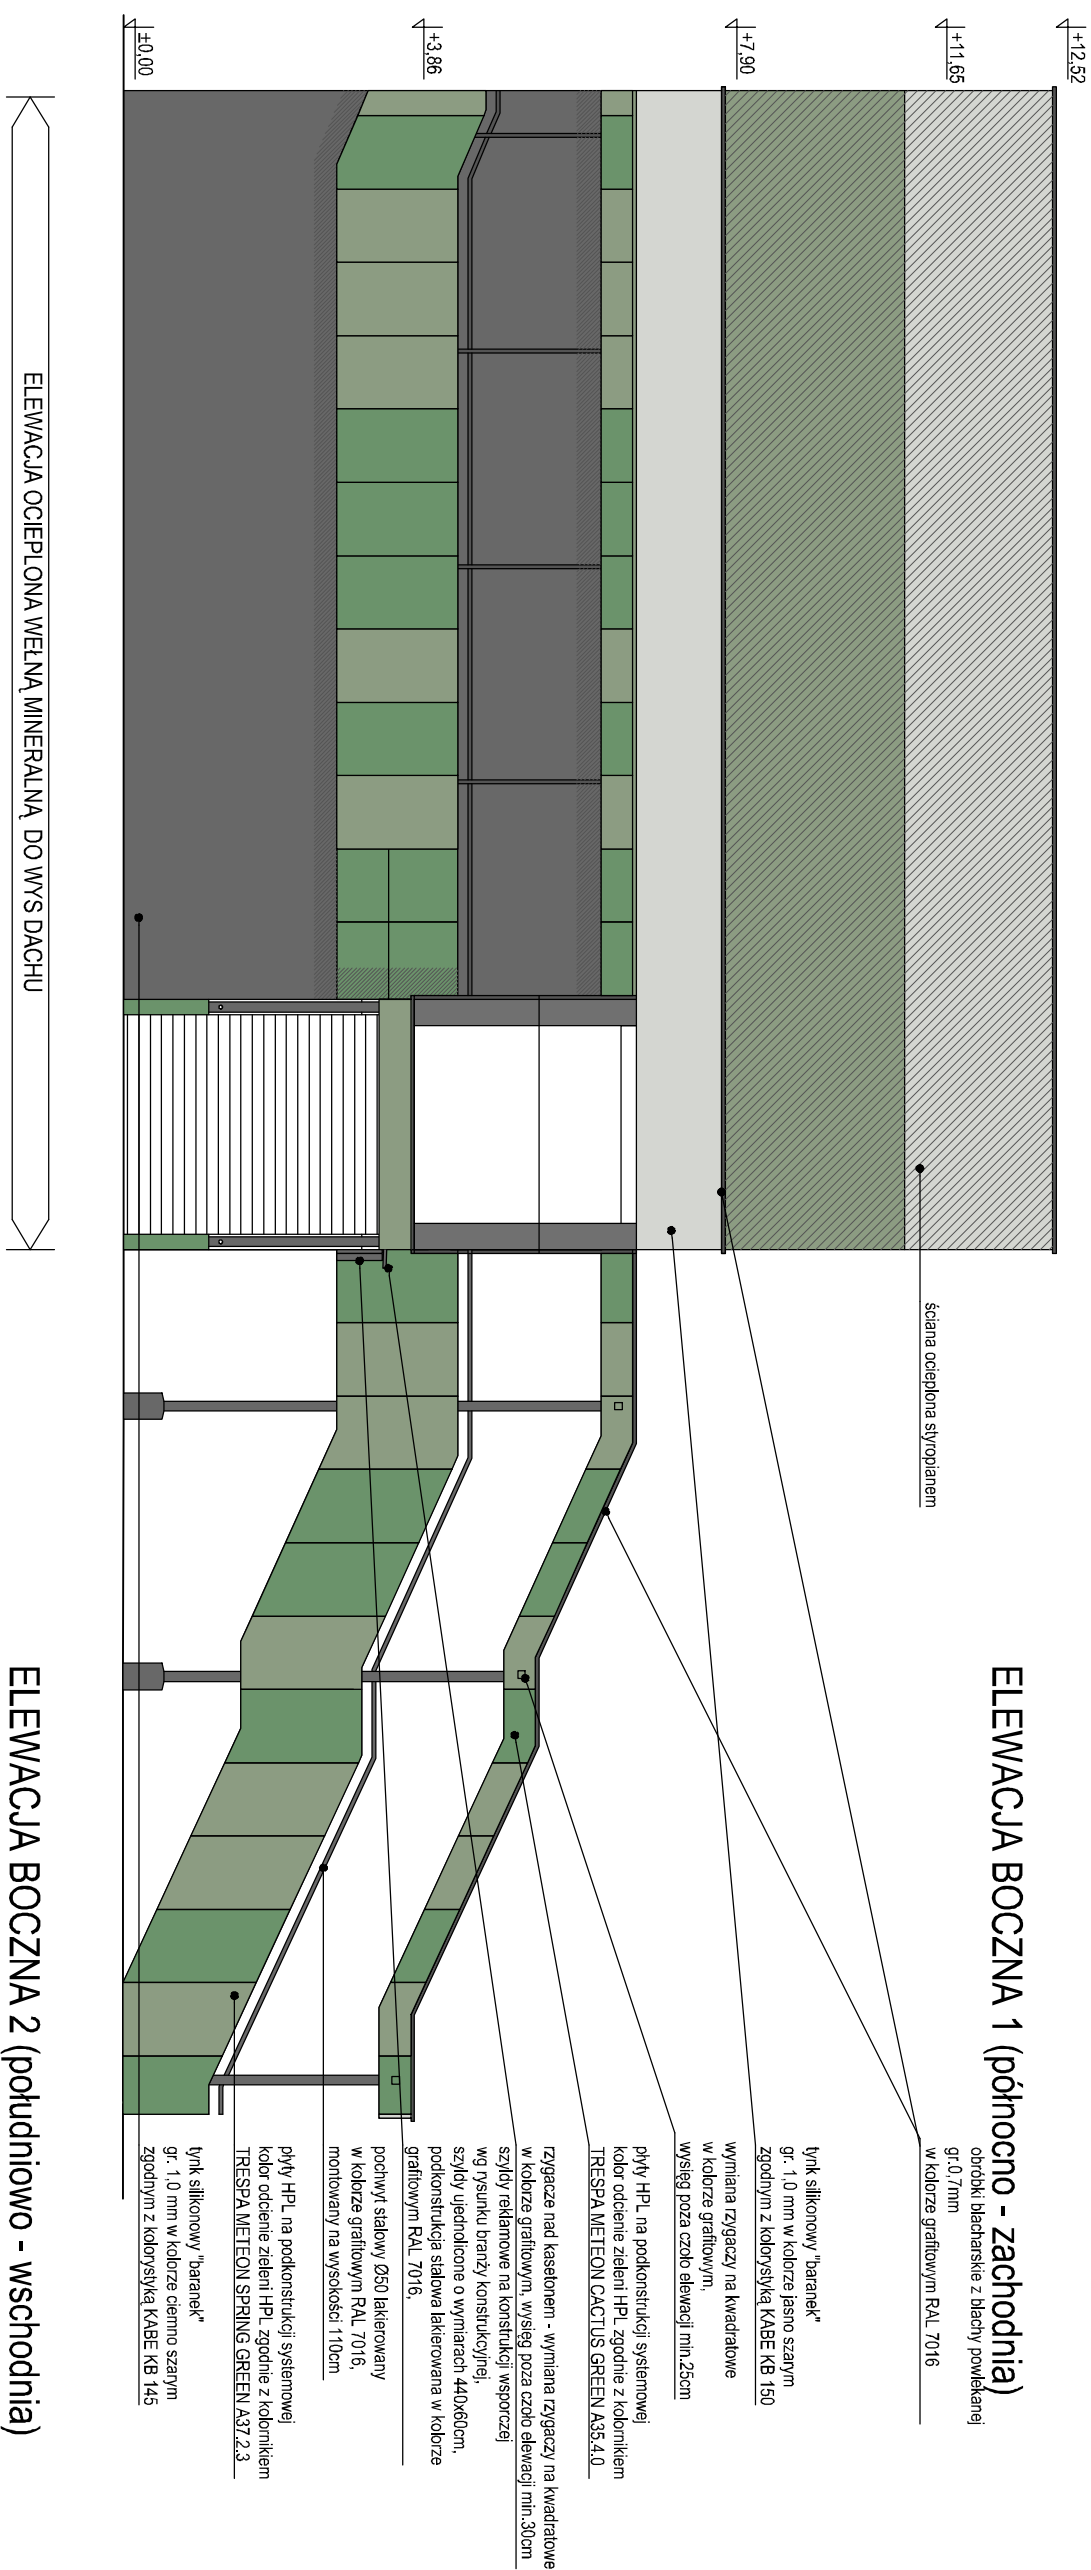 ELEWACJA BOCZNA 1 (północno - zachodnia)
+12,52
+11,65
+7,90
+3,86
±0,00
ściana ocieplona styropianem
obróbki blacharskie z blachy powlekanej
gr.0,7mm
w kolorze grafitowym RAL 7016
tynk silikonowy "baranek"
gr. 1,0 mm w kolorze jasno szarym
zgodnym z kolorystyką KABE KB 150
wymiana rzygaczy na kwadratowe
w kolorze grafitowym,
wysięg poza czoło elewacji min.25cm
płyty HPL na podkonstrukcji systemowej
kolor odcienie zieleni HPL zgodnie z kolornikiem
TRESPA METEON CACTUS GREEN A35.4.0
rzygacze nad kasetonem - wymiana rzygaczy na kwadratowe
w kolorze grafitowym, wysięg poza czoło elewacji min.30cm
szyldy reklamowe na konstrukcji wsporczej
wg rysunku branży konstrukcyjnej,
szyldy ujednolicone o wymiarach 440x60cm,
podkonstrukcja stalowa lakierowana w kolorze
grafitowym RAL 7016,
pochwyt stalowy Ø50 lakierowany
w kolorze grafitowym RAL 7016,
montowany na wysokości 110cm
płyty HPL na podkonstrukcji systemowej
kolor odcienie zieleni HPL zgodnie z kolornikiem
TRESPA METEON SPRING GREEN A37.2.3
tynk silikonowy "baranek"
gr. 1,0 mm w kolorze ciemno szarym
zgodnym z kolorystyką KABE KB 145
ELEWACJA OCIEPLONA WEŁNĄ MINERALNĄ DO WYS DACHU
ELEWACJA BOCZNA 2 (południowo - wschodnia)